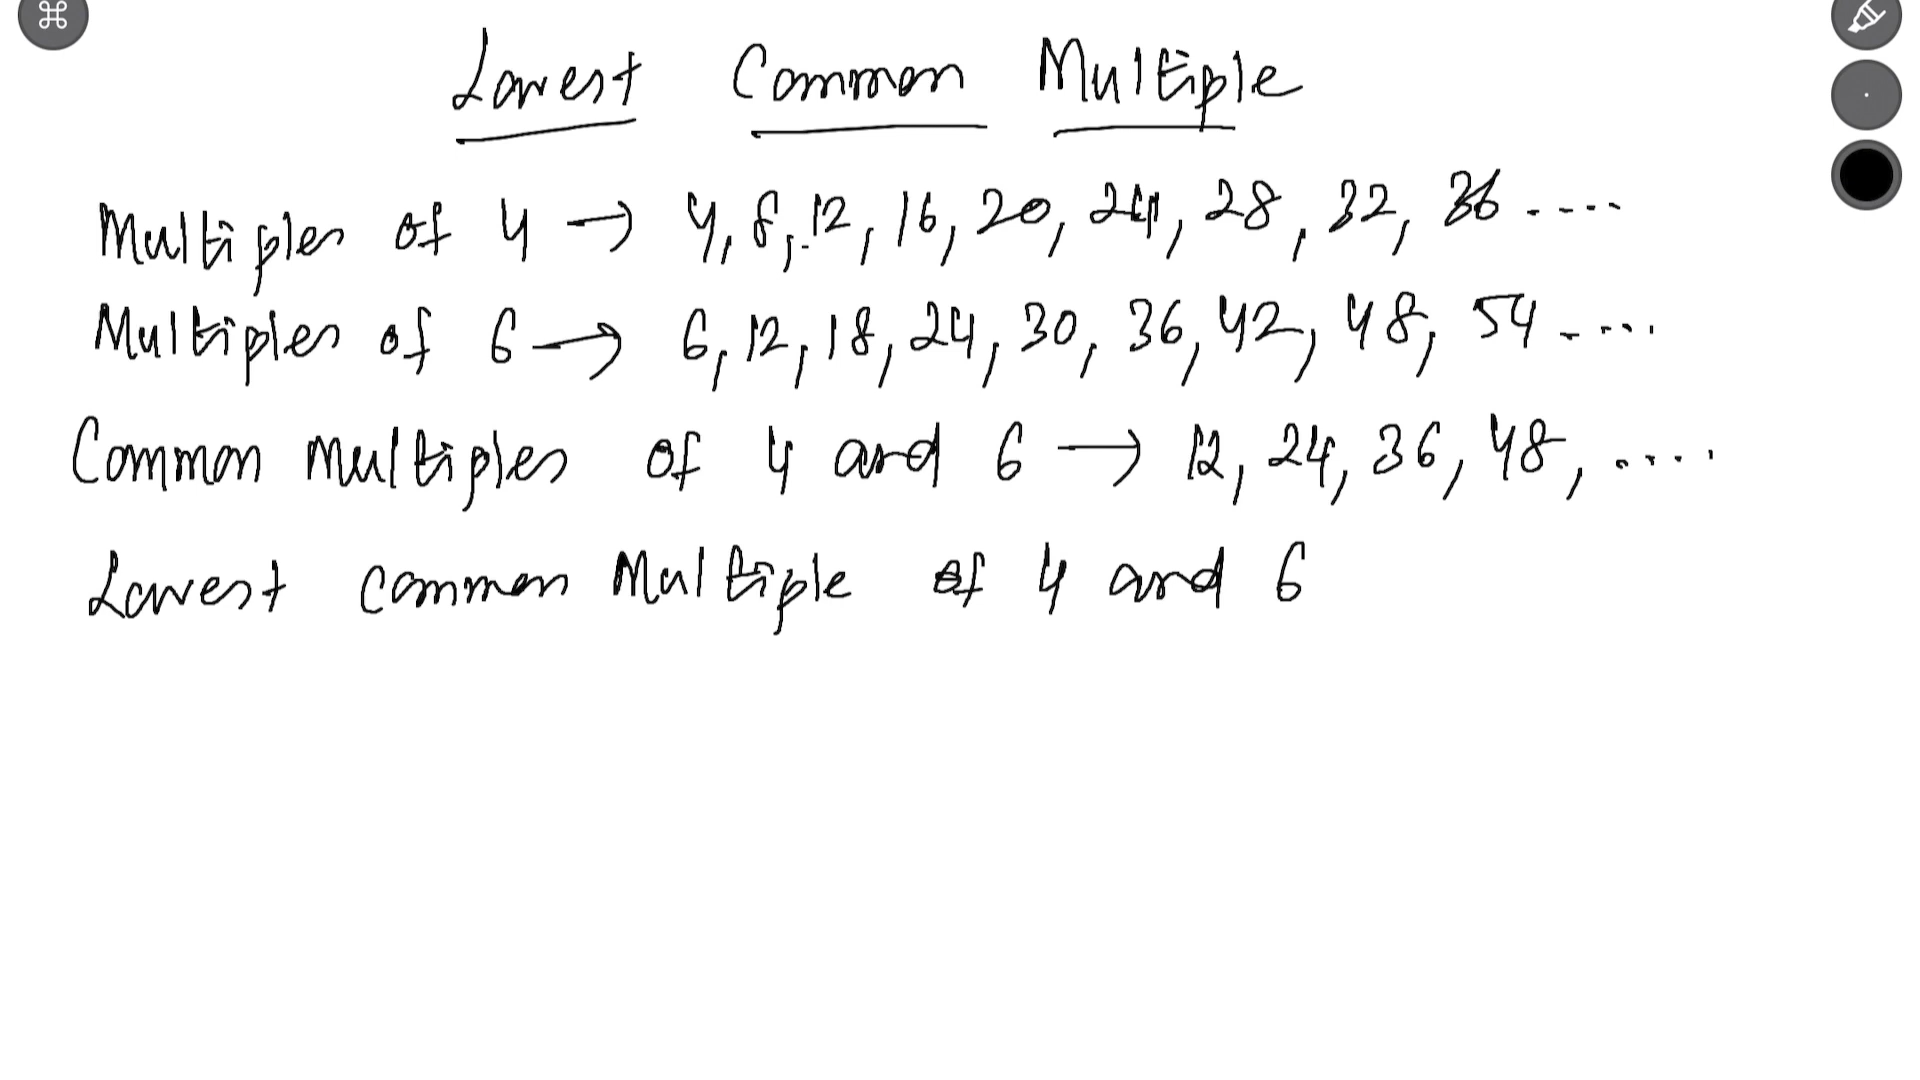 Lowest Common Multiple
Multiples of 4 → 4, 8, 12, 16, 20, 24, 28, 32, 36 ....
Multiples of 6 → 6, 12, 18, 24, 30, 36, 42, 48, 54 ....
Common Multiples of 4 and 6 → 12, 24, 36, 48, ....
Lowest common Multiple of 4 and 6